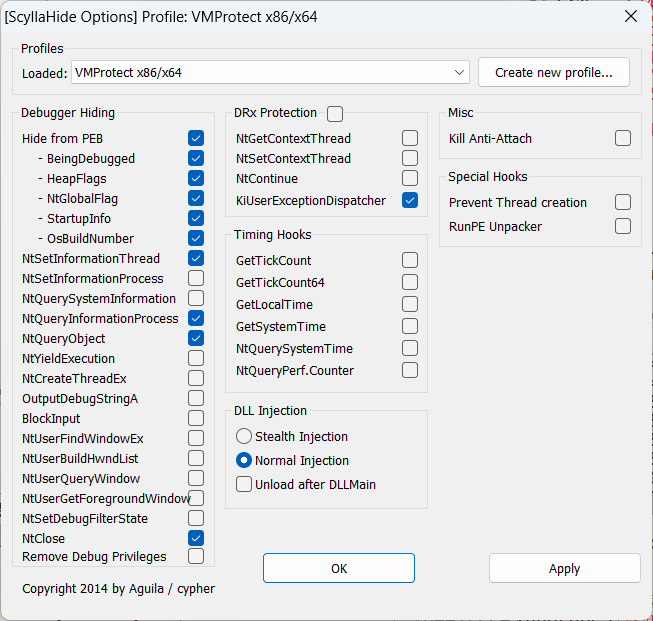 [ScyllaHide Options] Profile: VMProtect x86/x64
Profiles
Loaded: VMProtect x86/x64
Create new profile...
Debugger Hiding
Hide from PEB
- BeingDebugged
- HeapFlags
- NtGlobalFlag
- StartupInfo
- OsBuildNumber
NtSetInformationThread
NtSetInformationProcess
NtQuerySystemInformation
NtQueryInformationProcess
NtQueryObject
NtYieldExecution
NtCreateThreadEx
OutputDebugStringA
BlockInput
NtUserFindWindowEx
NtUserBuildHwndList
NtUserQueryWindow
NtUserGetForegroundWindow
NtSetDebugFilterState
NtClose
Remove Debug Privileges
DRx Protection
NtGetContextThread
NtSetContextThread
NtContinue
KiUserExceptionDispatcher
Timing Hooks
GetTickCount
GetTickCount64
GetLocalTime
GetSystemTime
NtQuerySystemTime
NtQueryPerf.Counter
DLL Injection
Stealth Injection
Normal Injection
Unload after DLLMain
Misc
Kill Anti-Attach
Special Hooks
Prevent Thread creation
RunPE Unpacker
OK
Apply
Copyright 2014 by Aguila / cypher